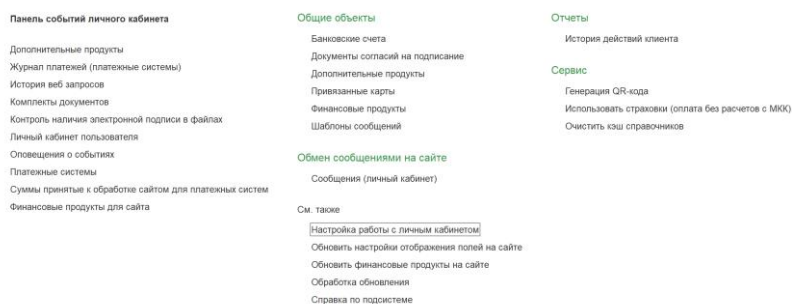 Панель событий личного кабинета
Дополнительные продукты
Журнал платежей (платежные системы)
История веб запросов
Комплекты документов
Контроль наличия электронной подписи в файлах
Личный кабинет пользователя
Оповещения о событиях
Платежные системы
Суммы принятые к обработке сайтом для платежных систем
Финансовые продукты для сайта
Общие объекты
Банковские счета
Документы согласий на подписание
Дополнительные продукты
Привязанные карты
Финансовые продукты
Шаблоны сообщений
Обмен сообщениями на сайте
Сообщения (личный кабинет)
См. также
Настройка работы с личным кабинетом
Обновить настройки отображения полей на сайте
Обновить финансовые продукты на сайте
Обработка обновления
Справка по подсистеме
Отчеты
История действий клиента
Сервис
Генерация QR-кода
Использовать страховки (оплата без расчетов с МКК)
Очистить кэш справочников